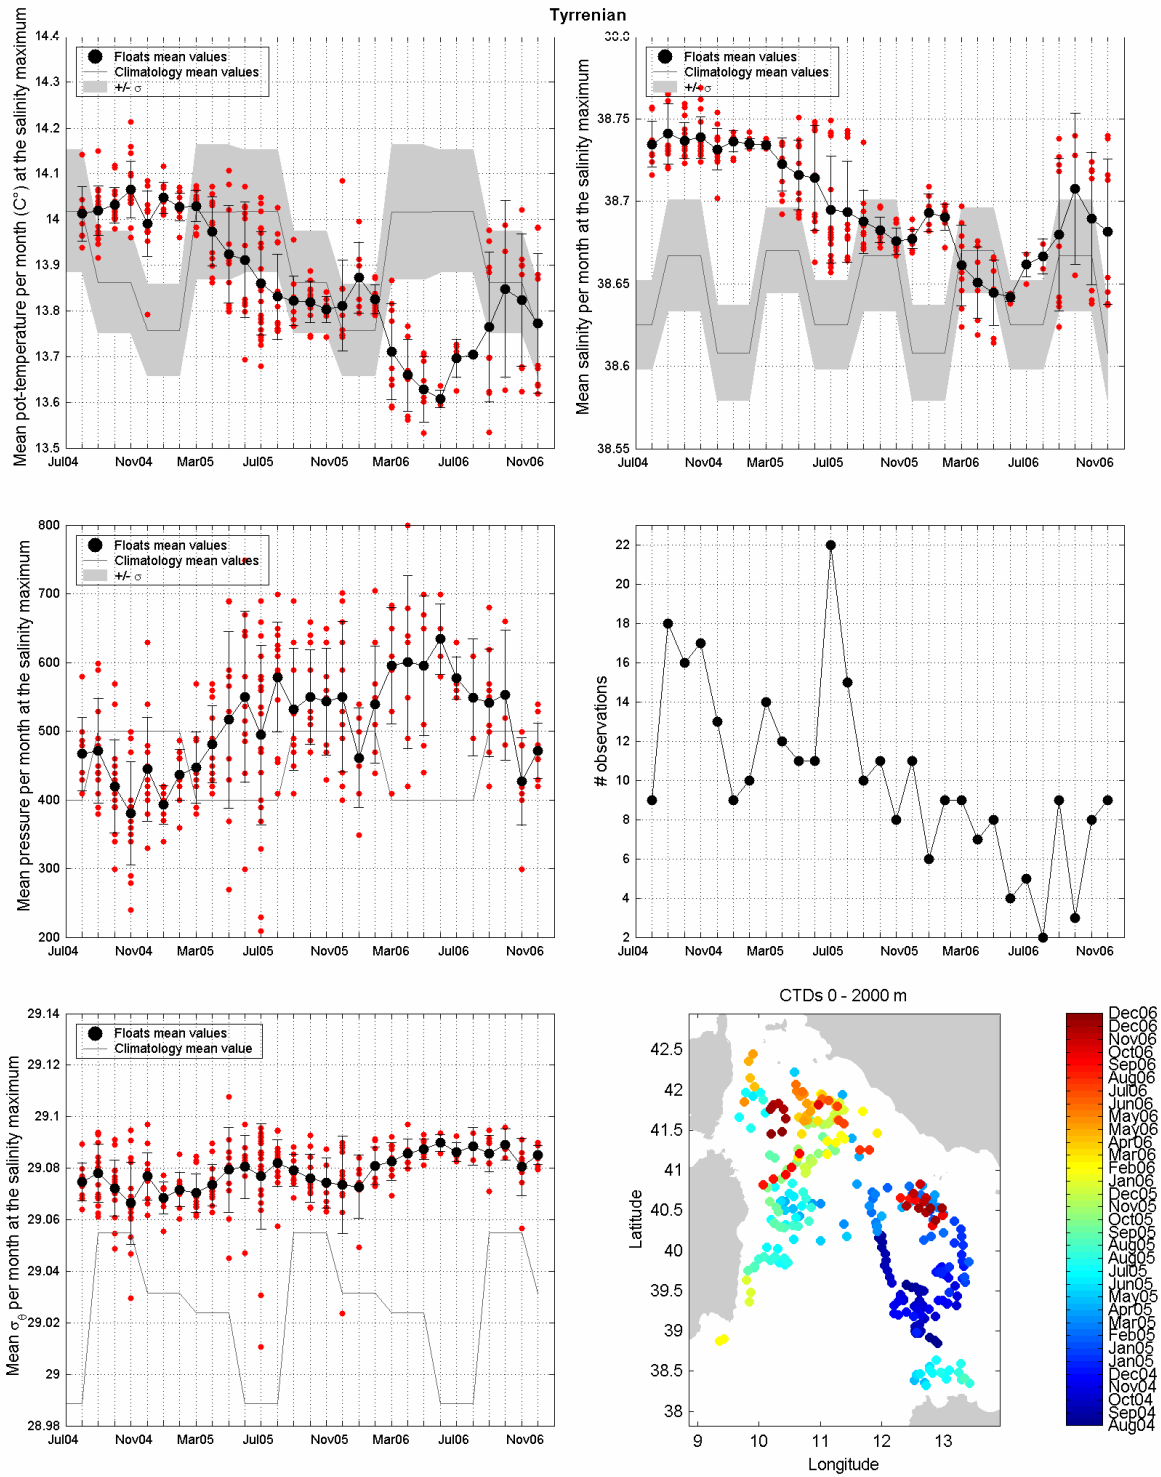 Tyrrenian
14.4
14.3
14.2
14.1
14
13.9
13.8
13.7
13.6
13.5
Mean pot-temperature per month (C°) at the salinity maximum
Floats mean values
Climatology mean values
+/- σ
Jul04 Nov04 Mar05 Jul05 Nov05 Mar06 Jul06 Nov06
38.8
38.75
38.7
38.65
38.6
38.55
Mean salinity per month at the salinity maximum
Floats mean values
Climatology mean values
+/- σ
Jul04 Nov04 Mar05 Jul05 Nov05 Mar06 Jul06 Nov06
800
700
600
500
400
300
200
Mean pressure per month at the salinity maximum
Floats mean values
Climatology mean values
+/- σ
Jul04 Nov04 Mar05 Jul05 Nov05 Mar06 Jul06 Nov06
22
20
18
16
14
12
10
8
6
4
2
# observations
Jul04 Nov04 Mar05 Jul05 Nov05 Mar06 Jul06 Nov06
29.14
29.12
29.1
29.08
29.06
29.04
29.02
29
28.98
Mean σθ per month at the salinity maximum
Floats mean values
Climatology mean value
Jul04 Nov04 Mar05 Jul05 Nov05 Mar06 Jul06 Nov06
CTDs 0 - 2000 m
42.5
42
41.5
41
40.5
40
39.5
39
38.5
38
Latitude
9 10 11 12 13
Longitude
Dec06
Dec06
Nov06
Oct06
Sep06
Aug06
Jul06
Jun06
May06
May06
Apr06
Mar06
Feb06
Jan06
Dec05
Nov05
Oct05
Sep05
Aug05
Aug05
Jul05
Jun05
May05
Apr05
Mar05
Feb05
Jan05
Jan05
Dec04
Nov04
Oct04
Sep04
Aug04